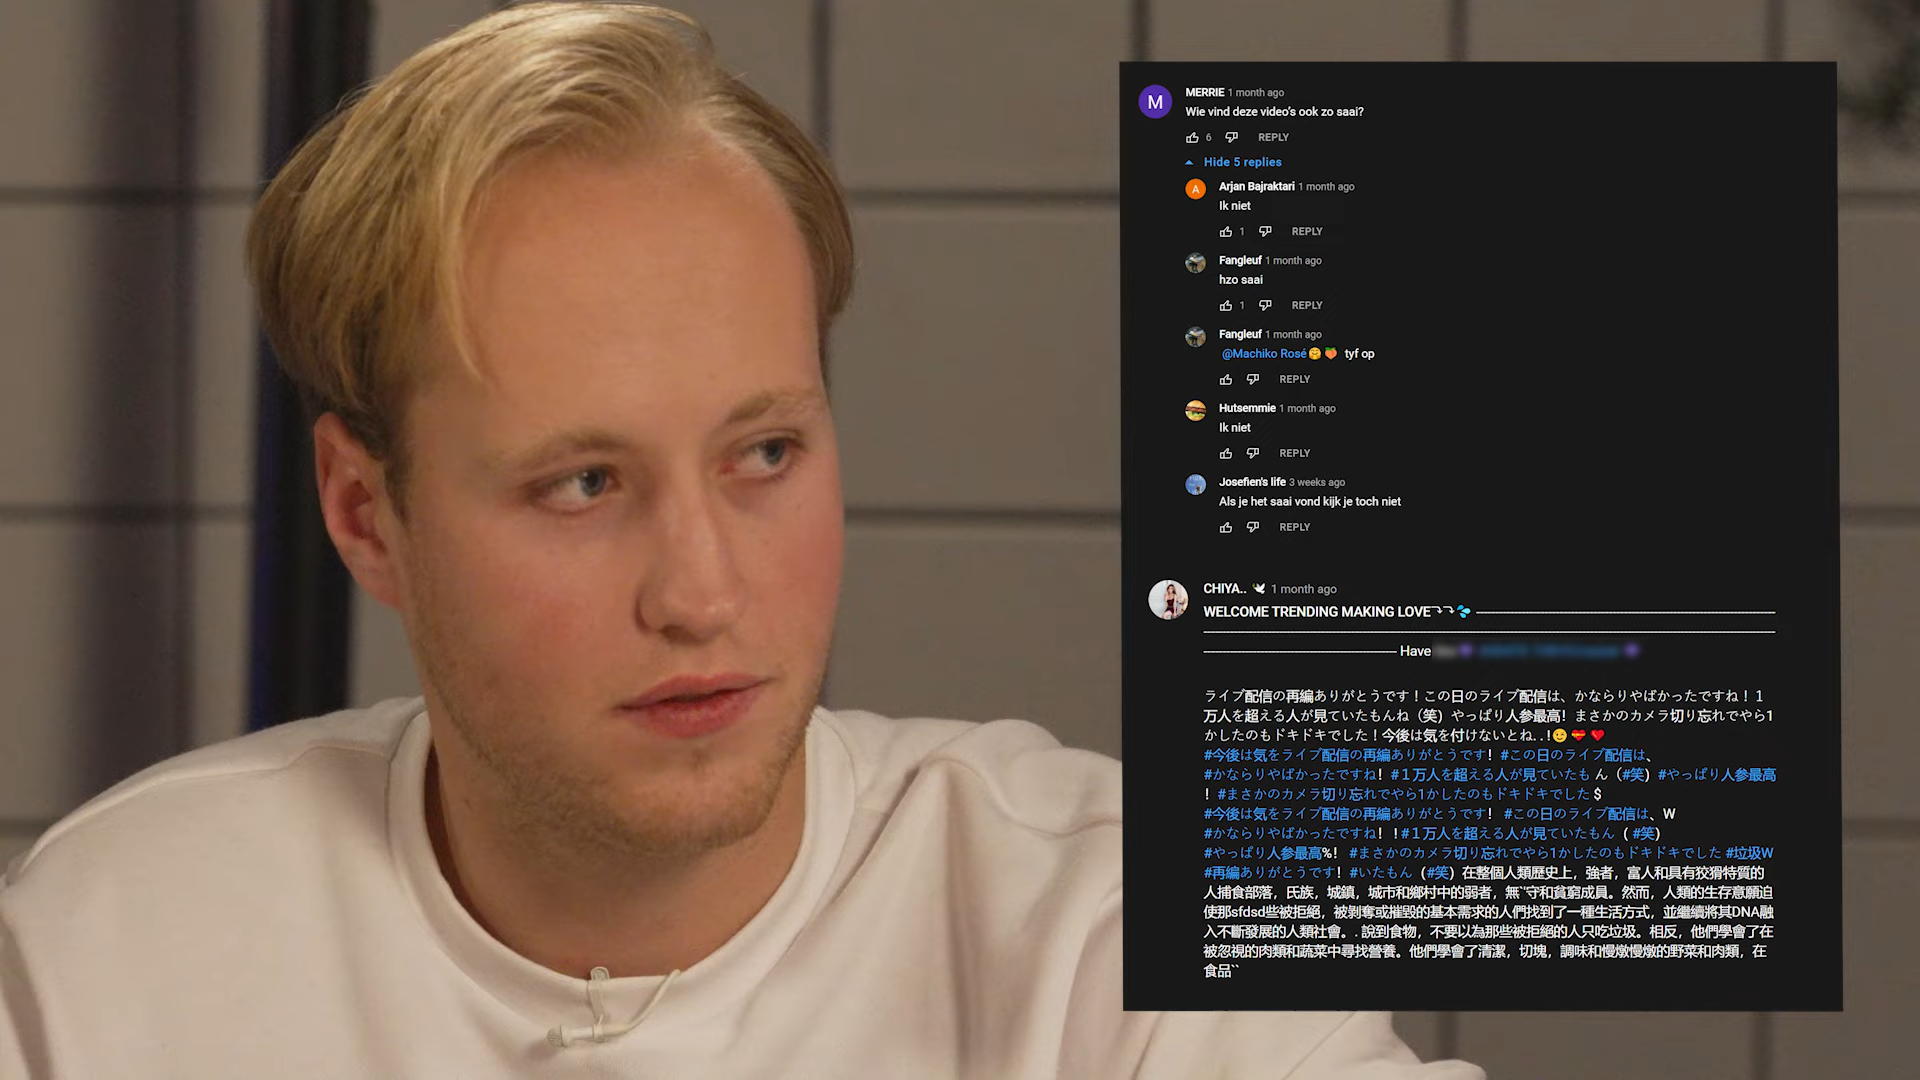 M
MERRIE 1 month ago
Wie vind deze video's ook zo saai?
6 REPLY
Hide 5 replies
A
Arjan Bajraktari 1 month ago
Ik niet
1 REPLY
Fangleuf 1 month ago
hzo saai
1 REPLY
Fangleuf 1 month ago
@Machiko Rosé🤗🍑 tyf op
REPLY
Hutsemmie 1 month ago
Ik niet
REPLY
Josefien's life 3 weeks ago
Als je het saai vond kijk je toch niet
REPLY
CHIYA.. 🕊 1 month ago
WELCOME TRENDING MAKING LOVE⤵⤵💦
Have
ライブ配信の再編ありがとうです！この日のライブ配信は、かならりやばかったですね！１
万人を超える人が見ていたもんね（笑）やっぱり人参最高！まさかのカメラ切り忘れでやら1
かしたのもドキドキでした！今後は気を付けないとね..!😉💝❤️
#今後は気をライブ配信の再編ありがとうです！#この日のライブ配信は、
#かならりやばかったですね！#１万人を超える人が見ていたも ん（#笑）#やっぱり人参最高
！#まさかのカメラ切り忘れでやら1かしたのもドキドキでした $
#今後は気をライブ配信の再編ありがとうです！ #この日のライブ配信は、W
#かならりやばかったですね！!#１万人を超える人が見ていたもん（ #笑）
#やっぱり人参最高%！ #まさかのカメラ切り忘れでやら1かしたのもドキドキでした #垃圾W
#再編ありがとうです！#いたもん（#笑）在整個人類歷史上，強者，富人和具有狡猾特質的
人捕食部落，氏族，城鎮，城市和鄉村中的弱者，無`'守和貧窮成員。然而，人類的生存意願迫
使那sfdsd些被拒絕，被剝奪或摧毀的基本需求的人們找到了一種生活方式，並繼續將其DNA融
入不斷發展的人類社會。. 說到食物，不要以為那些被拒絕的人只吃垃圾。相反，他們學會了在
被忽視的肉類和蔬菜中尋找營養。他們學會了清潔，切塊，調味和慢燉慢燉的野菜和肉類，在
食品``